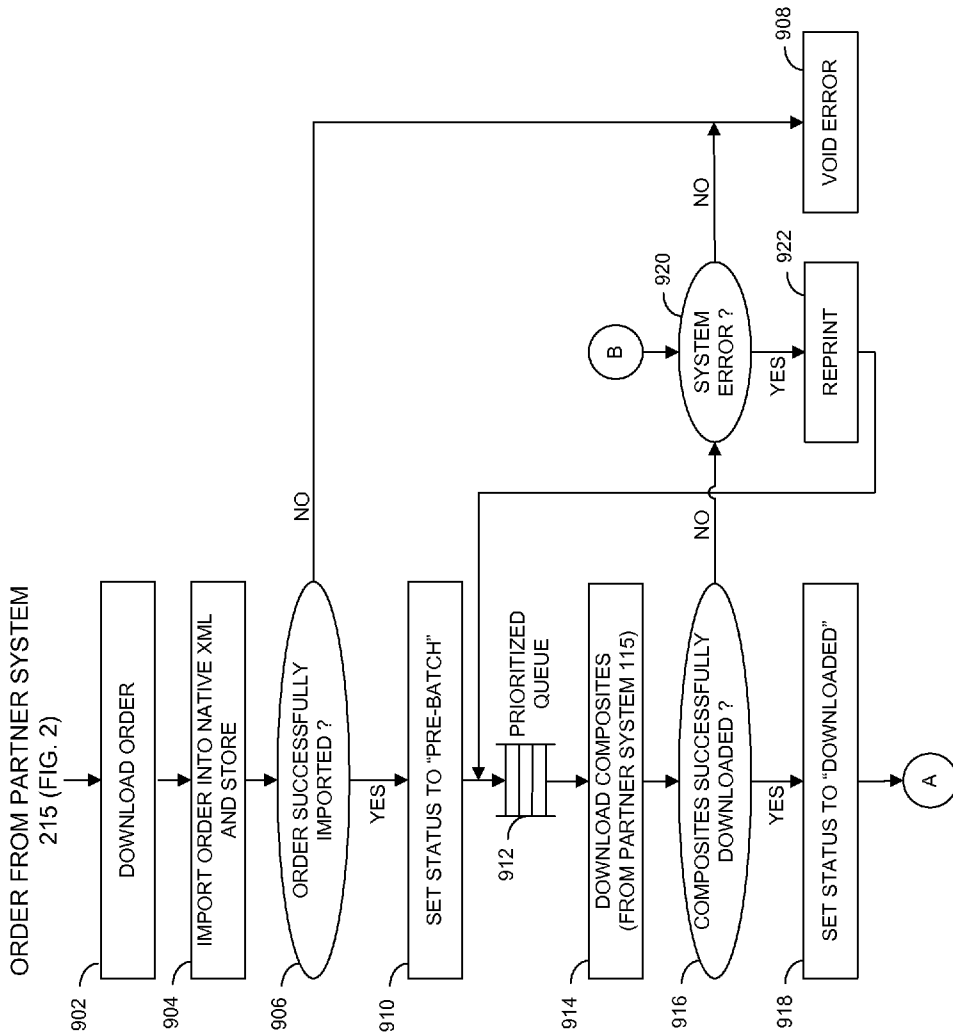 ORDER FROM PARTNER SYSTEM
215 (FIG. 2)
902
DOWNLOAD ORDER
904
IMPORT ORDER INTO NATIVE XML
AND STORE
906
ORDER SUCCESSFULLY
IMPORTED ?
NO
YES
910
SET STATUS TO “PRE-BATCH”
912
PRIORITIZED
QUEUE
914
DOWNLOAD COMPOSITES
(FROM PARTNER SYSTEM 115)
916
COMPOSITES SUCCESSFULLY
DOWNLOADED ?
NO
YES
918
SET STATUS TO “DOWNLOADED”
A
B
920
SYSTEM
ERROR ?
NO
YES
922
REPRINT
908
VOID ERROR